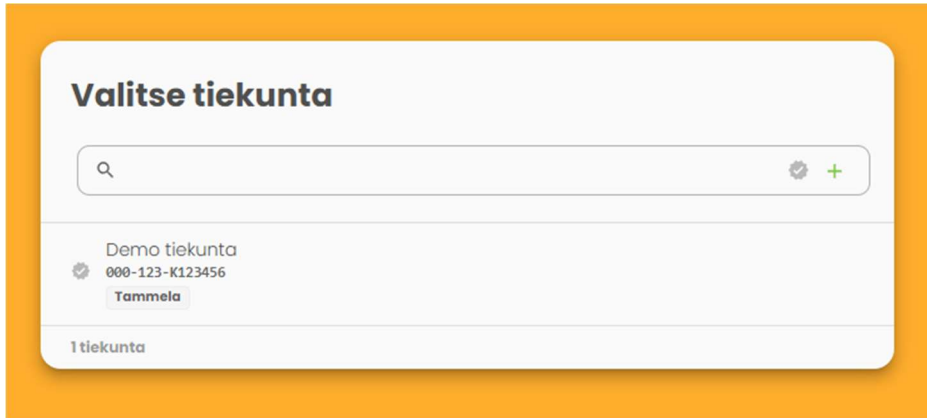 Valitse tiekunta
Demo tiekunta
000-123-K123456
Tammela
1 tiekunta